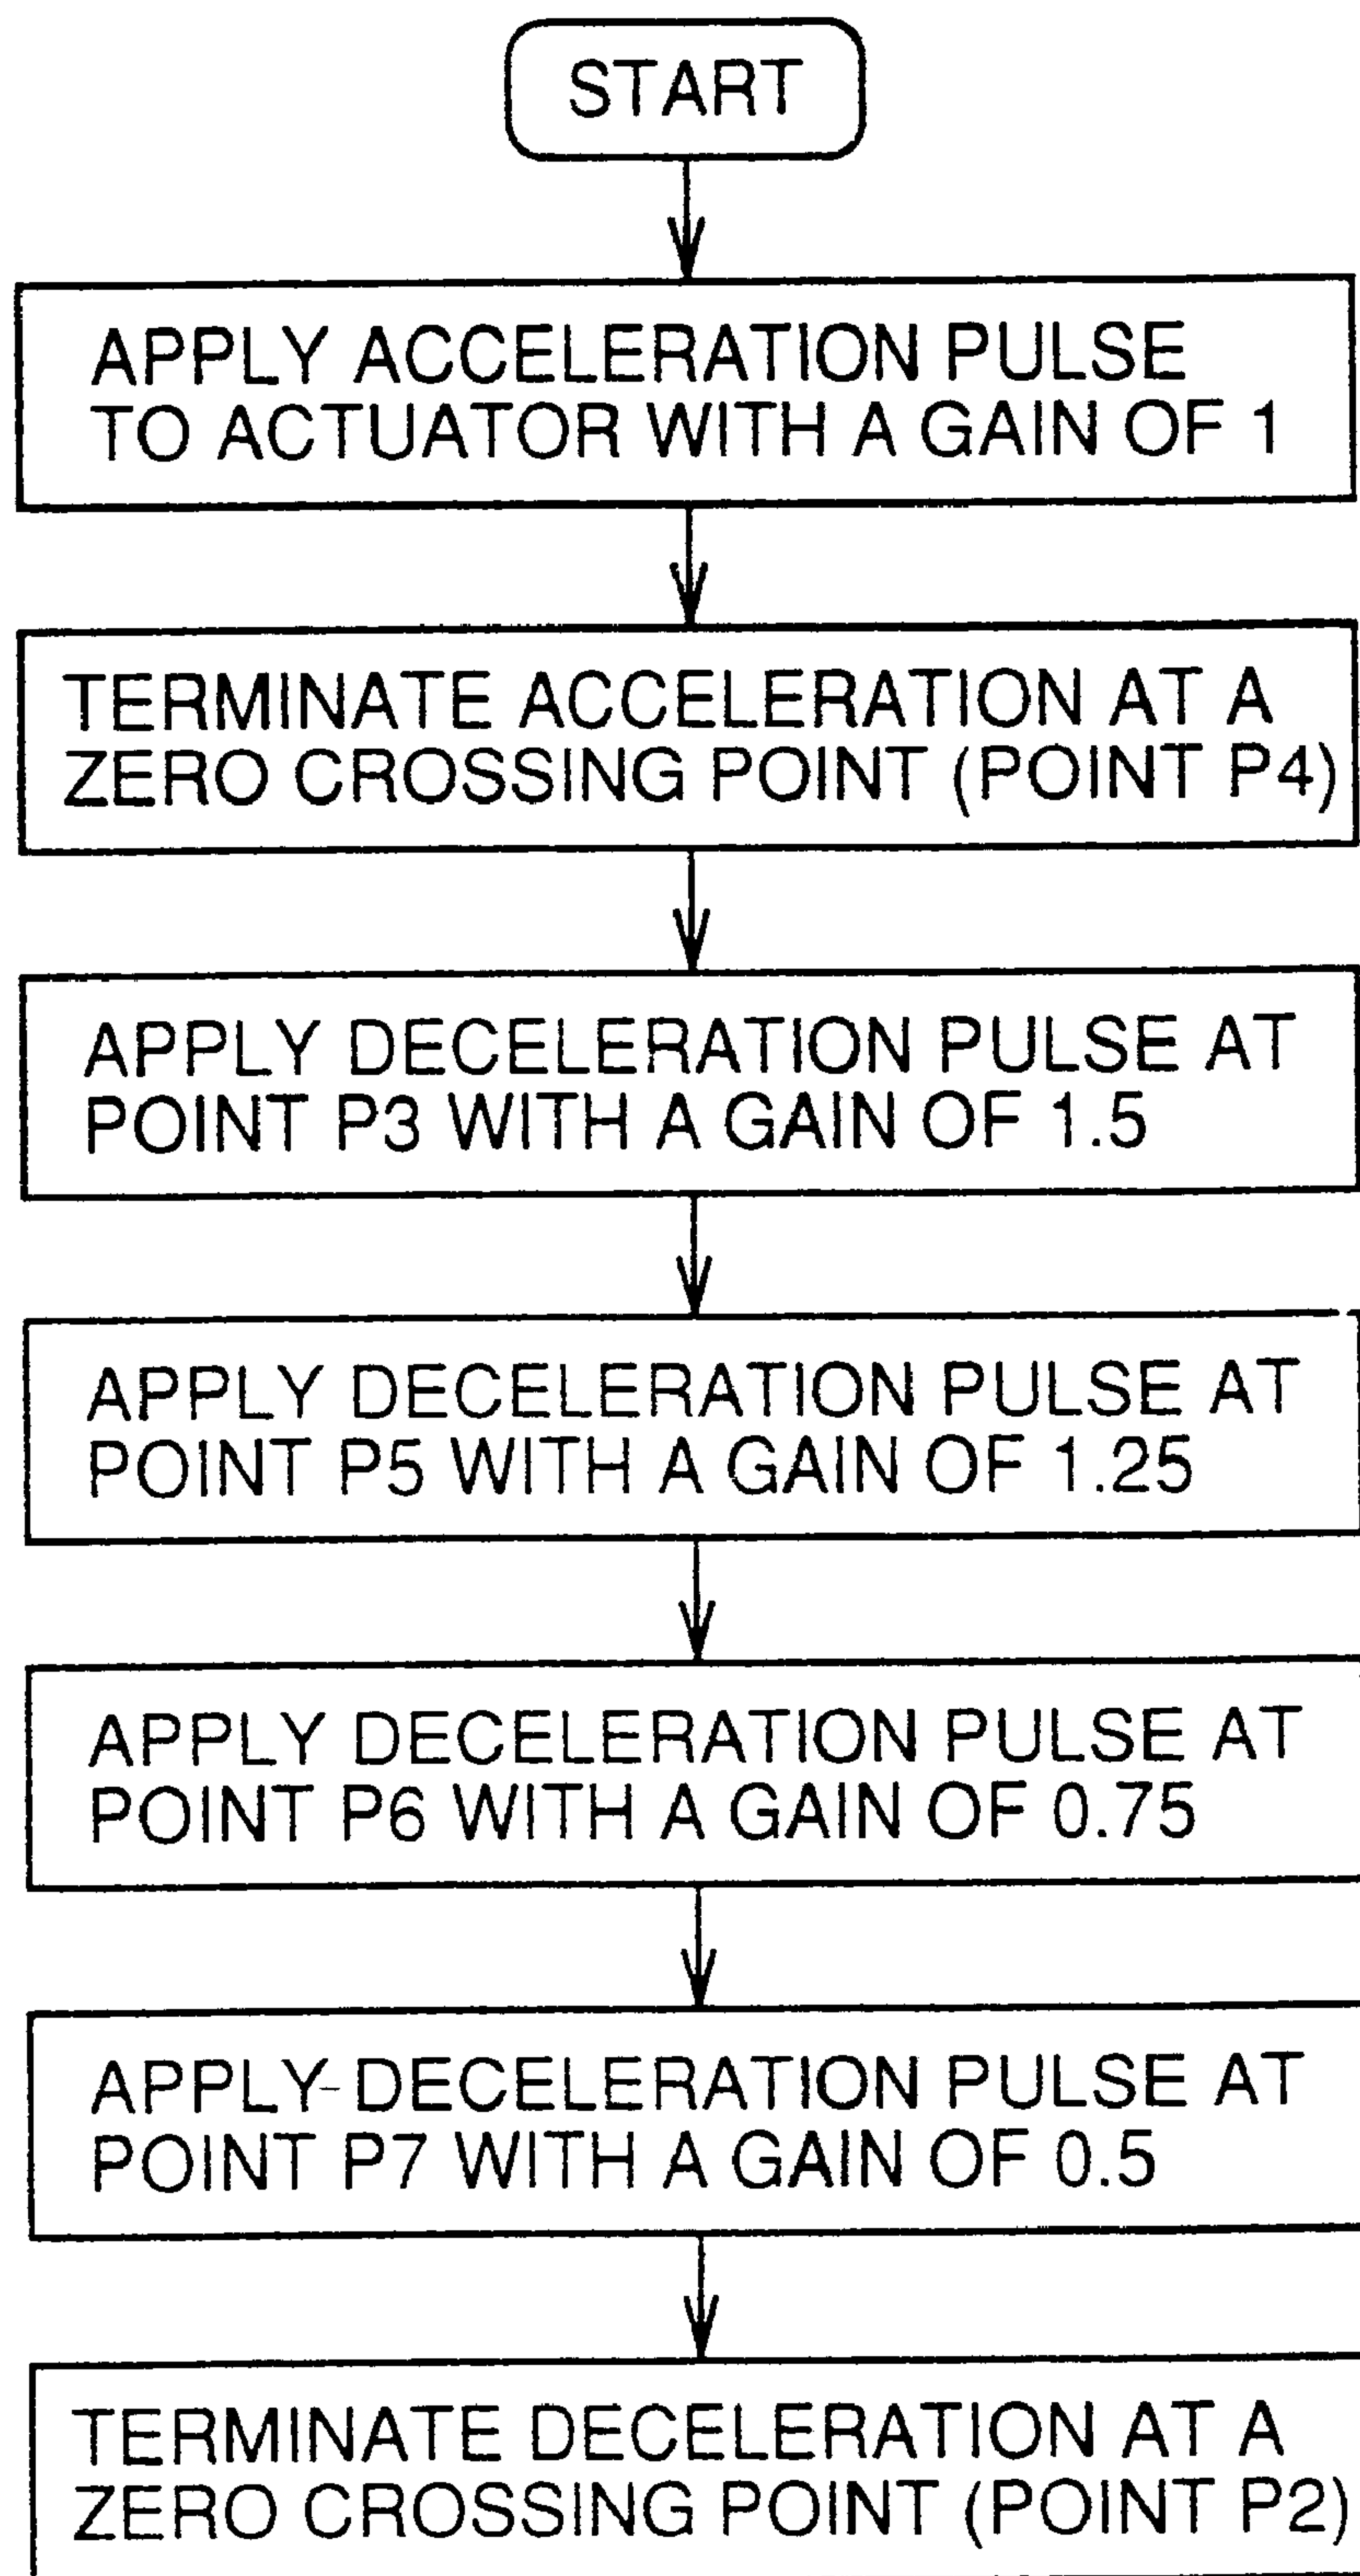 START
APPLY ACCELERATION PULSE
TO ACTUATOR WITH A GAIN OF 1
TERMINATE ACCELERATION AT A
ZERO CROSSING POINT (POINT P4)
APPLY DECELERATION PULSE AT
POINT P3 WITH A GAIN OF 1.5
APPLY DECELERATION PULSE AT
POINT P5 WITH A GAIN OF 1.25
APPLY DECELERATION PULSE AT
POINT P6 WITH A GAIN OF 0.75
APPLY DECELERATION PULSE AT
POINT P7 WITH A GAIN OF 0.5
TERMINATE DECELERATION AT A
ZERO CROSSING POINT (POINT P2)